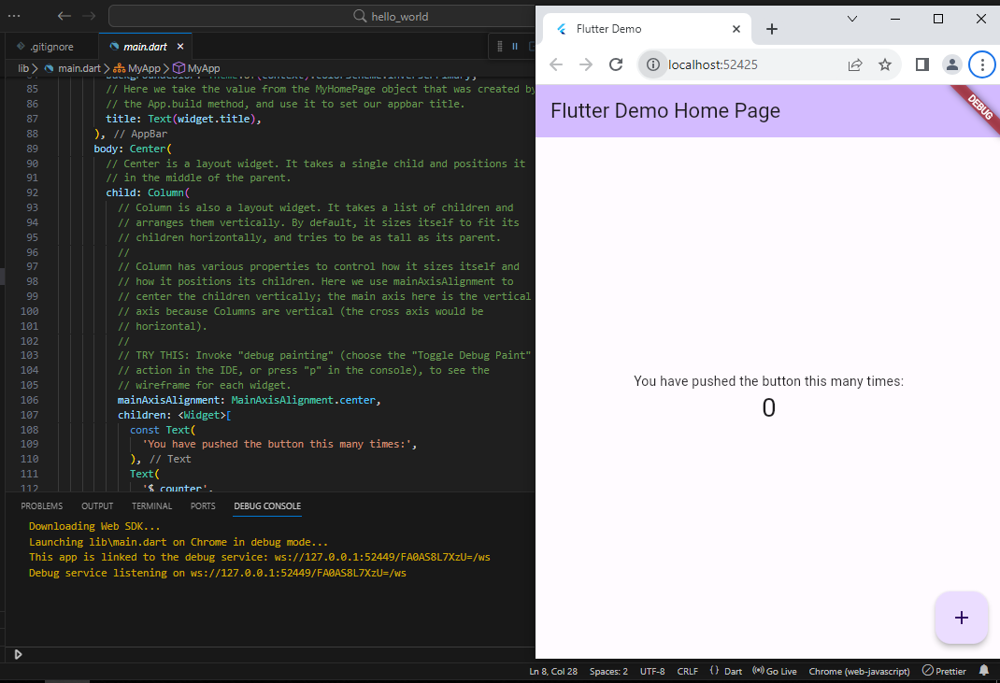 hello_world
.gitignore
main.dart
lib > main.dart > MyApp > MyApp
85 // Here we take the value from the MyHomePage object that was created by
86 // the App.build method, and use it to set our appbar title.
87 title: Text(widget.title),
88 ), // AppBar
89 body: Center(
90 // Center is a layout widget. It takes a single child and positions it
91 // in the middle of the parent.
92 child: Column(
93 // Column is also a layout widget. It takes a list of children and
94 // arranges them vertically. By default, it sizes itself to fit its
95 // children horizontally, and tries to be as tall as its parent.
96 //
97 // Column has various properties to control how it sizes itself and
98 // how it positions its children. Here we use mainAxisAlignment to
99 // center the children vertically; the main axis here is the vertical
100 // axis because Columns are vertical (the cross axis would be
101 // horizontal).
102 //
103 // TRY THIS: Invoke "debug painting" (choose the "Toggle Debug Paint"
104 // action in the IDE, or press "p" in the console), to see the
105 // wireframe for each widget.
106 mainAxisAlignment: MainAxisAlignment.center,
107 children: <Widget>[
108 const Text(
109 'You have pushed the button this many times:',
110 ), // Text
111 Text(
112 '$_counter',
PROBLEMS OUTPUT TERMINAL PORTS DEBUG CONSOLE
Downloading Web SDK...
Launching lib\main.dart on Chrome in debug mode...
This app is linked to the debug service: ws://127.0.0.1:52449/FA0AS8L7XzU=/ws
Debug service listening on ws://127.0.0.1:52449/FA0AS8L7XzU=/ws
Flutter Demo
localhost:52425
Flutter Demo Home Page
DEBUG
You have pushed the button this many times:
0
+
Ln 8, Col 28 Spaces: 2 UTF-8 CRLF {} Dart Go Live Chrome (web-javascript) Prettier